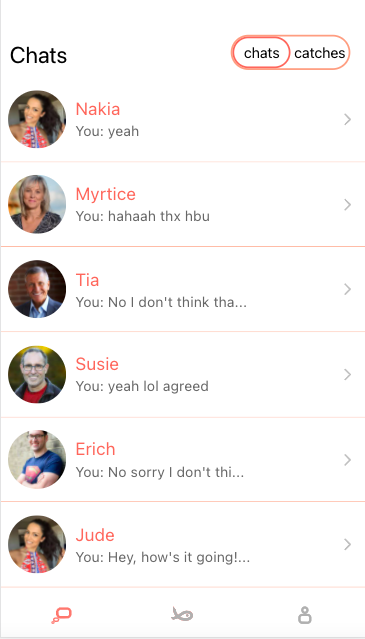 Chats
chats catches
Nakia
You: yeah
Myrtice
You: hahaah thx hbu
Tia
You: No I don't think tha...
Susie
You: yeah lol agreed
Erich
You: No sorry I don't thi...
Jude
You: Hey, how's it going!...